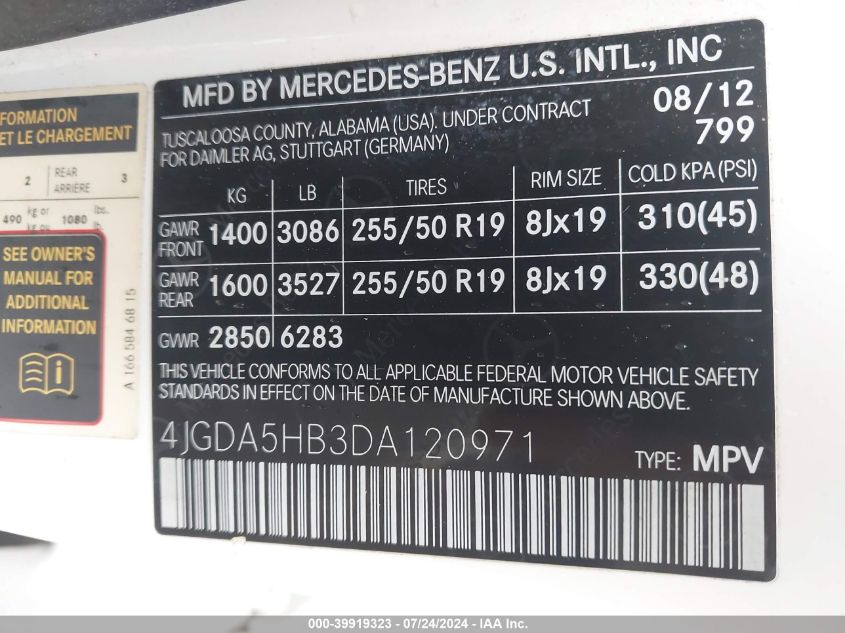 FORMATION
ET LE CHARGEMENT
2 REAR ARRIÈRE 3
490 kg or kg ou 1080 lbs. lb.
SEE OWNER'S
MANUAL FOR
ADDITIONAL
INFORMATION
i
A 166 584 68 15
MFD BY MERCEDES-BENZ U.S. INTL., INC
TUSCALOOSA COUNTY, ALABAMA (USA). UNDER CONTRACT
FOR DAIMLER AG, STUTTGART (GERMANY)
08/12
799
KG LB TIRES RIM SIZE COLD KPA (PSI)
GAWR FRONT 1400 3086 255/50 R19 8Jx19 310(45)
GAWR REAR 1600 3527 255/50 R19 8Jx19 330(48)
GVWR 2850 6283
THIS VEHICLE CONFORMS TO ALL APPLICABLE FEDERAL MOTOR VEHICLE SAFETY
STANDARDS IN EFFECT ON THE DATE OF MANUFACTURE SHOWN ABOVE.
4JGDA5HB3DA120971
TYPE: MPV
000-39919323 - 07/24/2024 - IAA Inc.